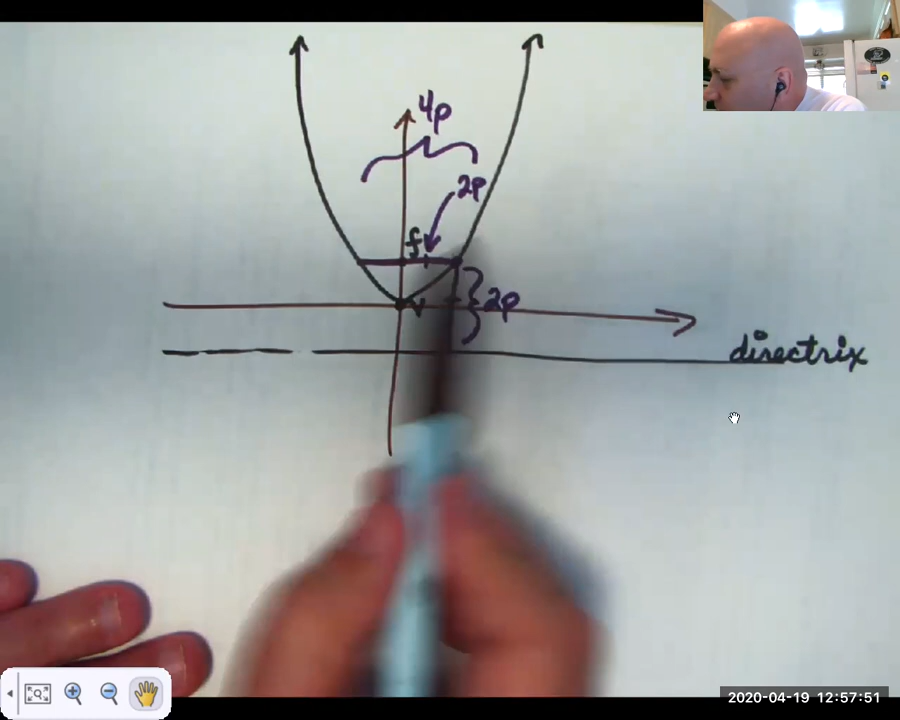 4p
2p
f
v
2p
directrix
2020-04-19 12:57:51